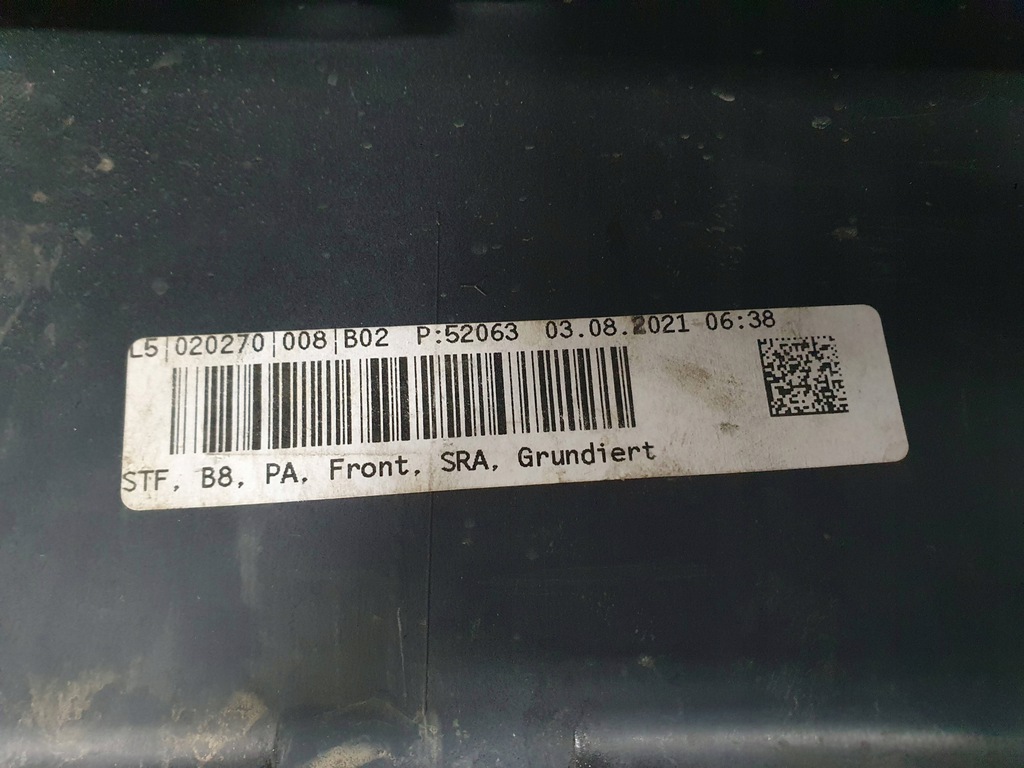 L5|020270|008|B02 P:52063 03.08.2021 06:38
STF, B8, PA, Front, SRA, Grundiert